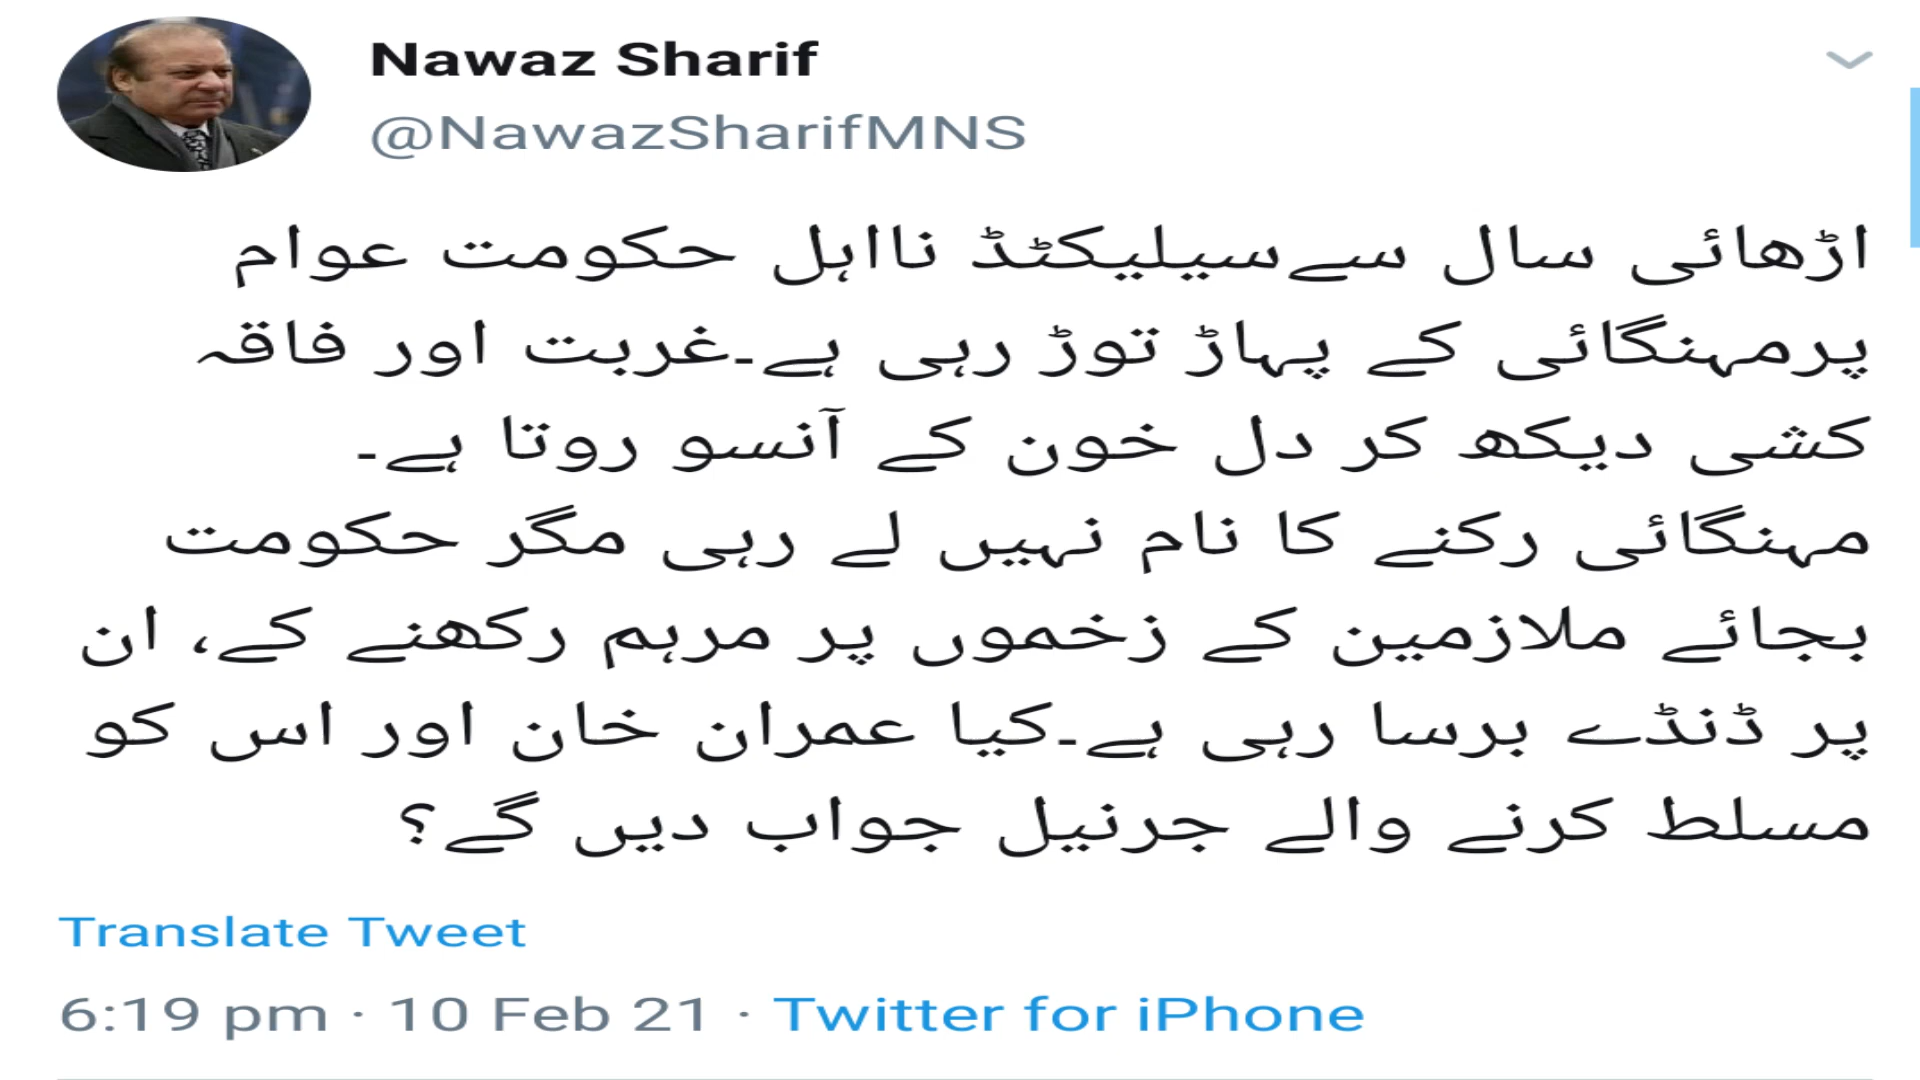 Nawaz Sharif
@NawazSharifMNS
اڑھائی سال سےسیلیکٹڈ نااہل حکومت عوام
پرمہنگائی کے پہاڑ توڑ رہی ہے۔غربت اور فاقہ
کشی دیکھ کر دل خون کے آنسو روتا ہے۔
مہنگائی رکنے کا نام نہیں لے رہی مگر حکومت
بجائے ملازمین کے زخموں پر مرہم رکھنے کے، ان
پر ڈنڈے برسا رہی ہے۔کیا عمران خان اور اس کو
مسلط کرنے والے جرنیل جواب دیں گے؟
Translate Tweet
6:19 pm · 10 Feb 21 · Twitter for iPhone